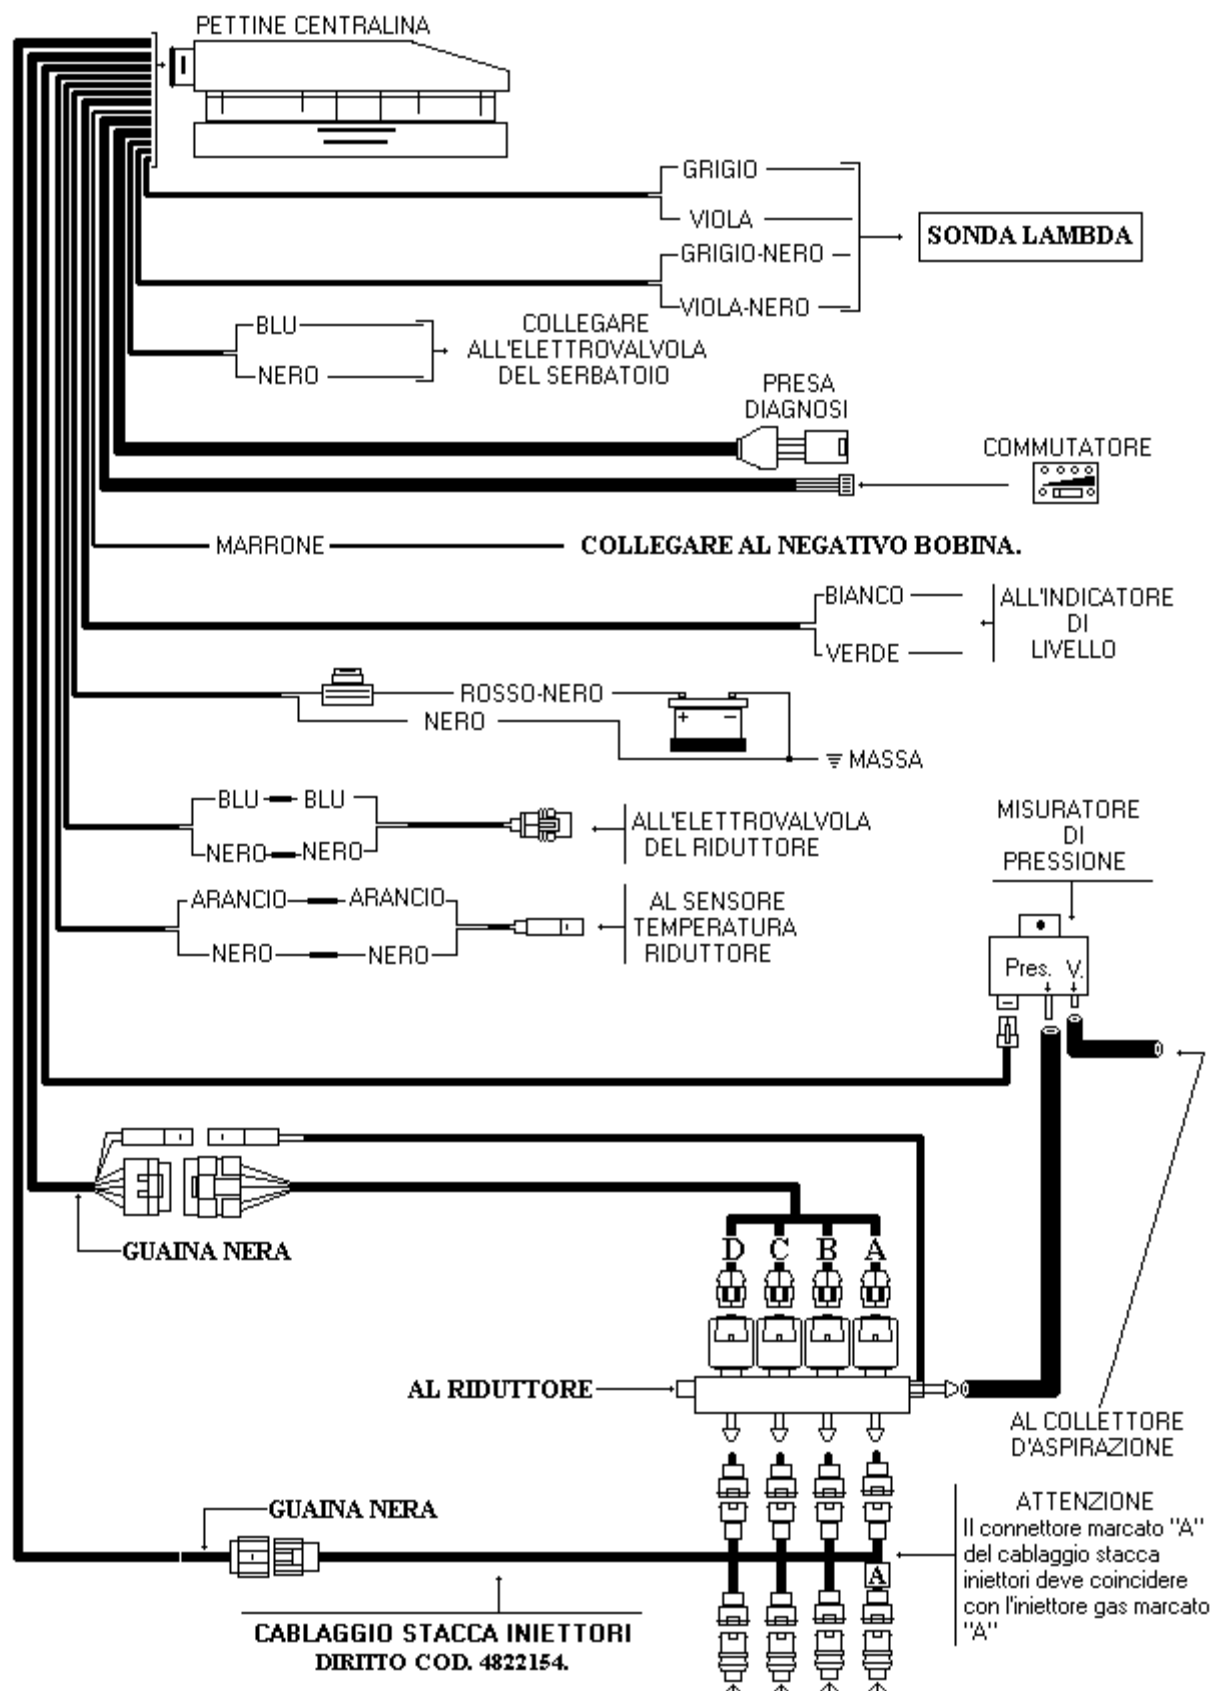 PETTINE CENTRALINA
GRIGIO
VIOLA
SONDA LAMBDA
GRIGIO-NERO
VIOLA-NERO
BLU
NERO
COLLEGARE
ALL'ELETTROVALVOLA
DEL SERBATOIO
PRESA
DIAGNOSI
COMMUTATORE
MARRONE
COLLEGARE AL NEGATIVO BOBINA.
BIANCO
VERDE
ALL'INDICATORE
DI
LIVELLO
ROSSO-NERO
NERO
+ −
MASSA
BLU BLU
NERO NERO
ALL'ELETTROVALVOLA
DEL RIDUTTORE
MISURATORE
DI
PRESSIONE
ARANCIO ARANCIO
NERO NERO
AL SENSORE
TEMPERATURA
RIDUTTORE
Pres. V.
GUAINA NERA
D C B A
AL RIDUTTORE
AL COLLETTORE
D'ASPIRAZIONE
GUAINA NERA
A
ATTENZIONE
Il connettore marcato "A"
del cablaggio stacca
iniettori deve coincidere
con l'iniettore gas marcato
"A"
CABLAGGIO STACCA INIETTORI
DIRITTO COD. 4822154.